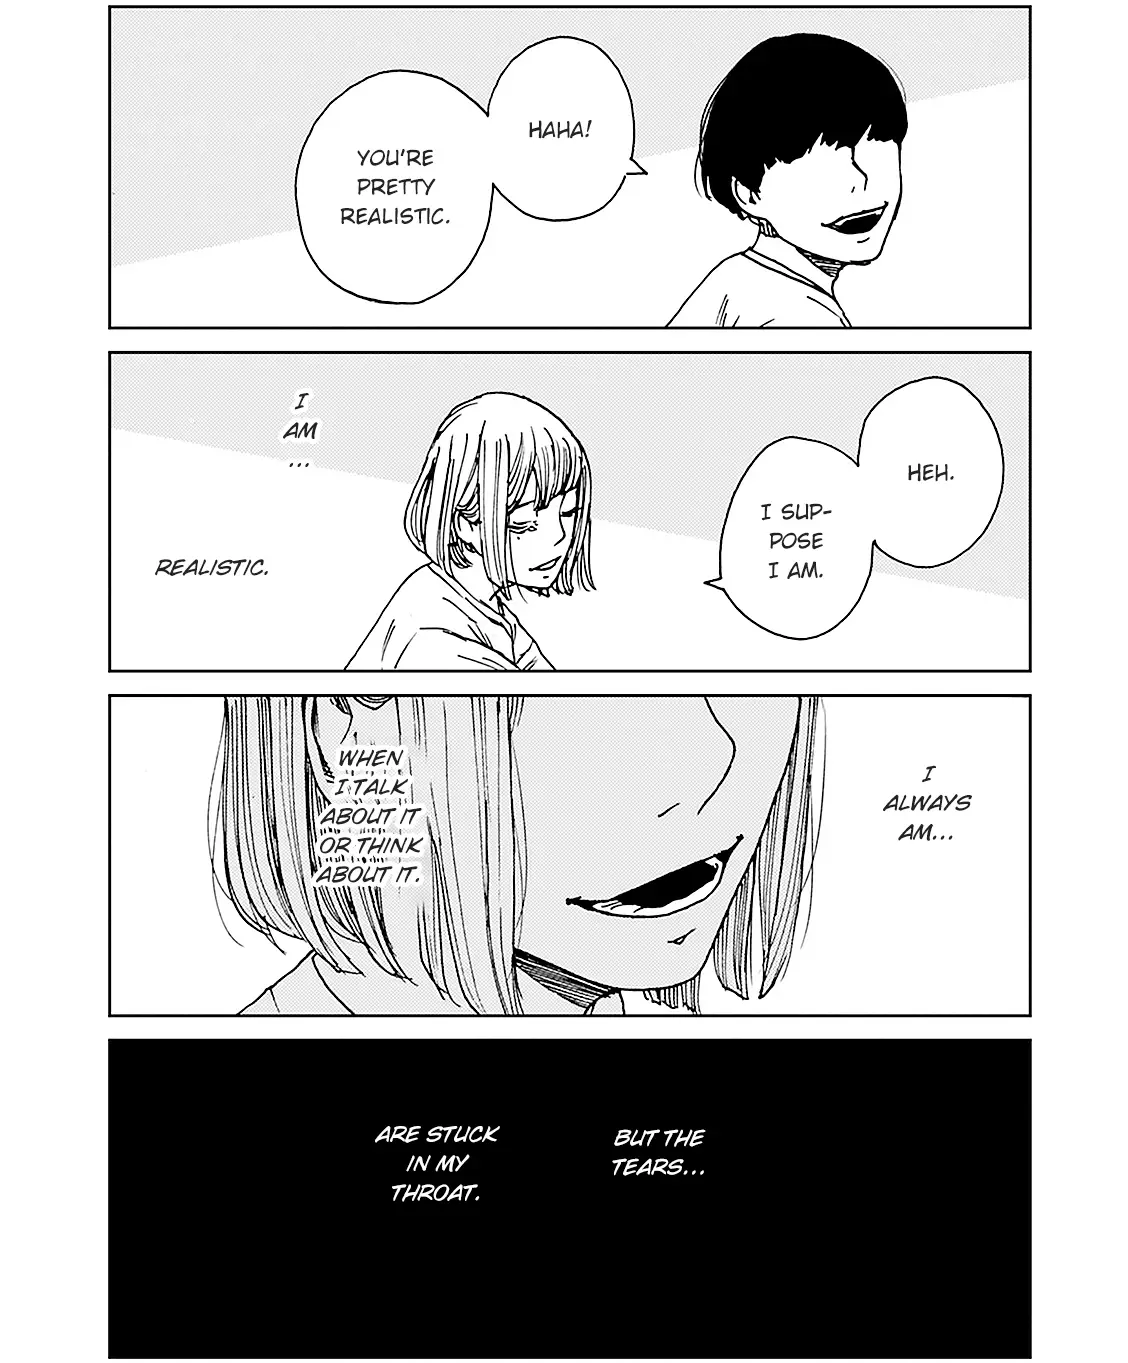 HAHA!
YOU'RE
PRETTY
REALISTIC.
HEH.
I SUP-
POSE
I AM.
I
AM
...
REALISTIC.
I
ALWAYS
AM...
WHEN
I TALK
ABOUT IT
OR THINK
ABOUT IT.
BUT THE
TEARS...
ARE STUCK
IN MY
THROAT.